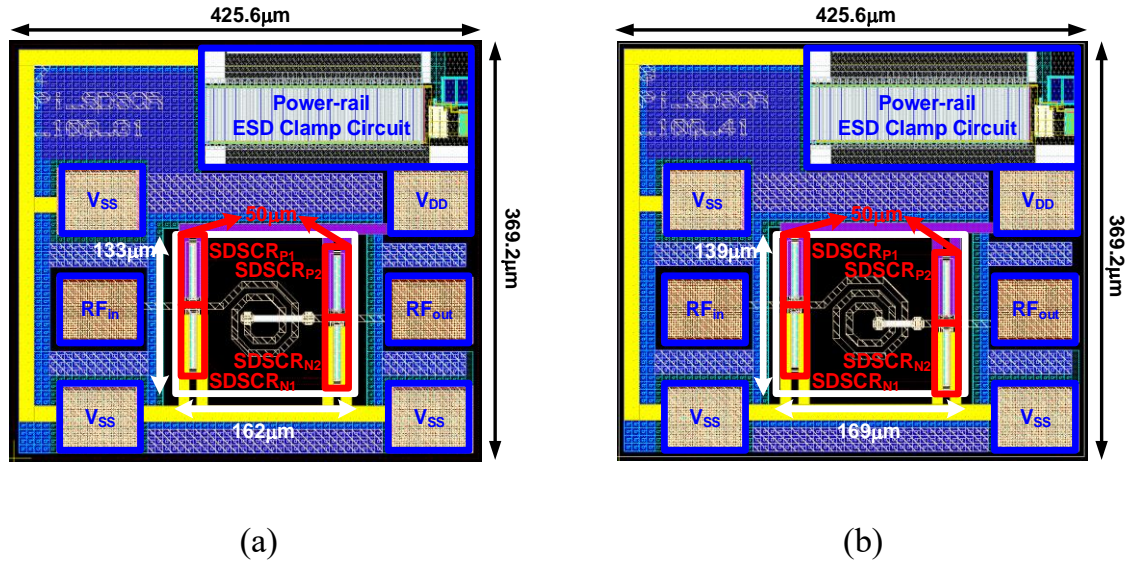 425.6µm
Power-rail
ESD Clamp Circuit
VSS
VDD
50µm
133µm
SDSCRP1
SDSCRP2
RFin
RFout
369.2µm
SDSCRN2
SDSCRN1
VSS
VSS
162µm
(a)
425.6µm
Power-rail
ESD Clamp Circuit
VSS
VDD
50µm
139µm
SDSCRP1
SDSCRP2
RFin
RFout
369.2µm
SDSCRN2
SDSCRN1
VSS
VSS
169µm
(b)